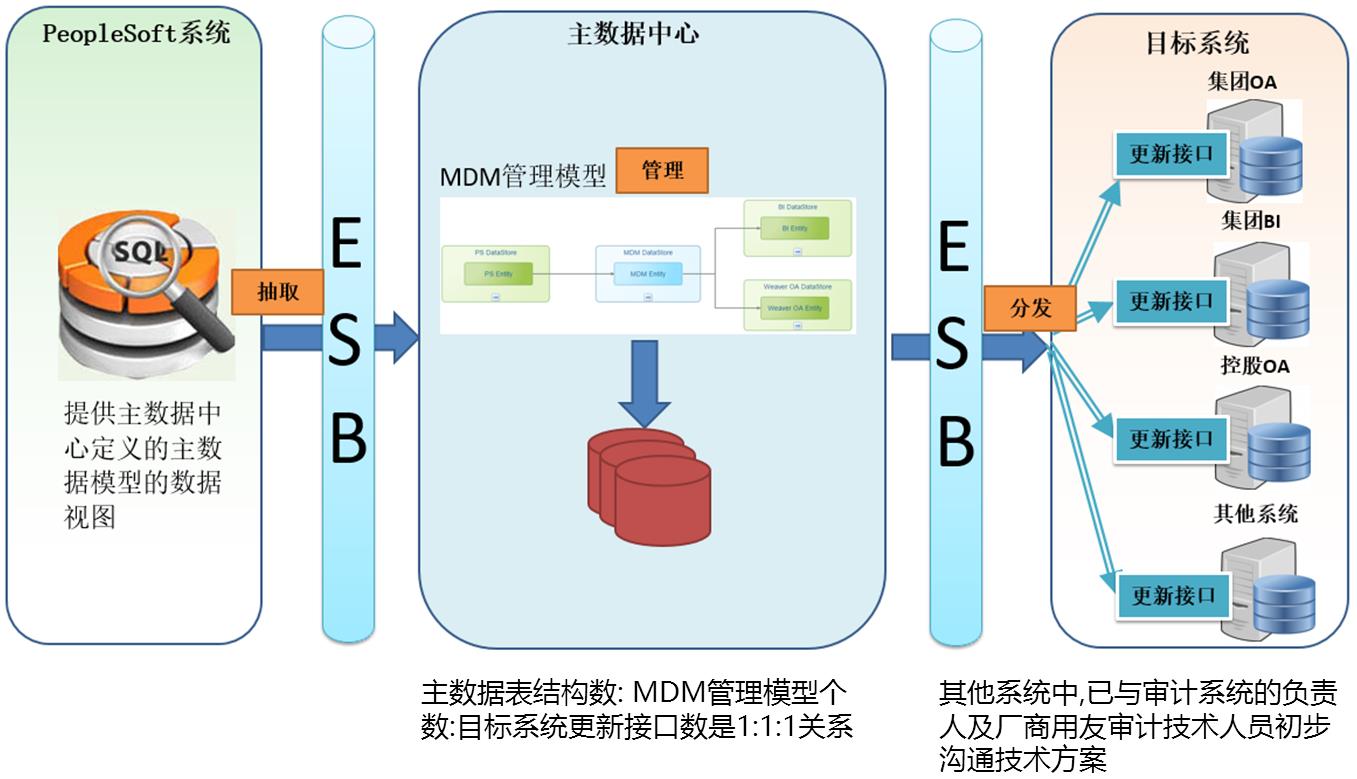 PeopleSoft系统
SQL
抽取
提供主数据中
心定义的主数
据模型的数据
视图
E
S
B
主数据中心
MDM管理模型
管理
PS DataStore
PS Entity
MDM DataStore
MDM Entity
BI DataStore
BI Entity
Weaver OA DataStore
Weaver OA Entity
E
S
B
分发
目标系统
集团OA
更新接口
集团BI
更新接口
控股OA
更新接口
其他系统
更新接口
主数据表结构数: MDM管理模型个
数:目标系统更新接口数是1:1:1关系
其他系统中,已与审计系统的负责
人及厂商用友审计技术人员初步
沟通技术方案